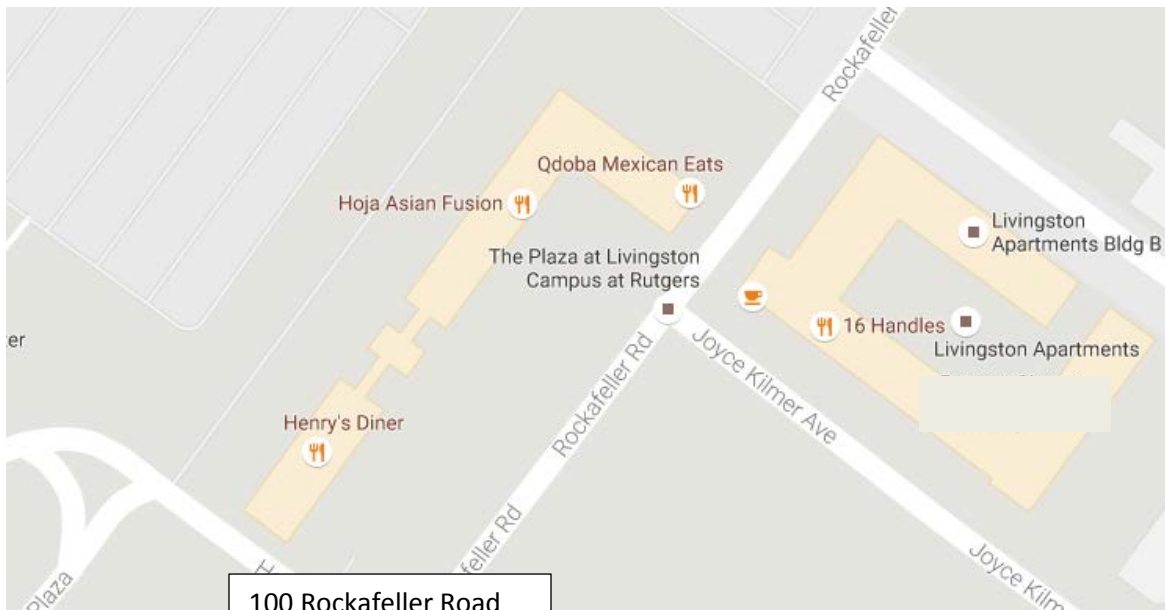 Rockafeller
Qdoba Mexican Eats
Hoja Asian Fusion
Livingston
Apartments Bldg B
The Plaza at Livingston
Campus at Rutgers
16 Handles
er
Livingston Apartments
Rockafeller Rd
Joyce Kilmer Ave
Henry's Diner
feller Rd
Joyce Kilm
Plaza
H
100 Rockafeller Road